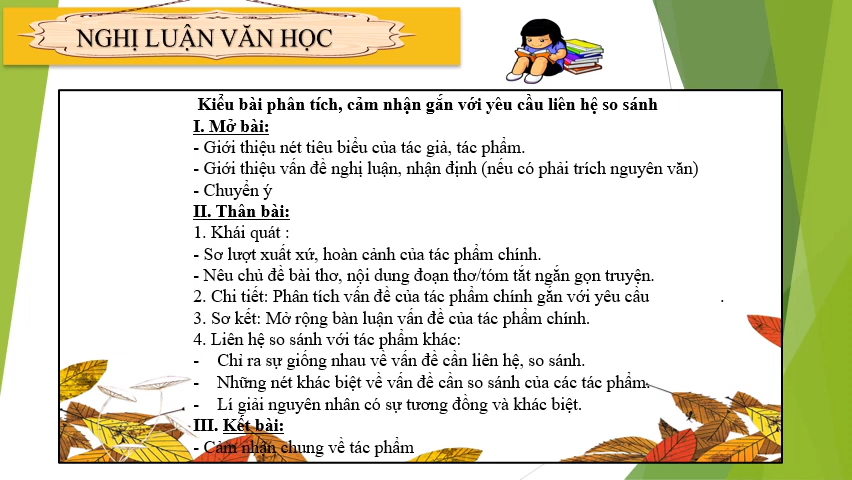 NGHỊ LUẬN VĂN HỌC
Kiểu bài phân tích, cảm nhận gắn với yêu cầu liên hệ so sánh
I. Mở bài:
- Giới thiệu nét tiêu biểu của tác giả, tác phẩm.
- Giới thiệu vấn đề nghị luận, nhận định (nếu có phải trích nguyên văn)
- Chuyển ý
II. Thân bài:
1. Khái quát :
- Sơ lượt xuất xứ, hoàn cảnh của tác phẩm chính.
- Nêu chủ đề bài thơ, nội dung đoạn thơ/tóm tắt ngắn gọn truyện.
2. Chi tiết: Phân tích vấn đề của tác phẩm chính gắn với yêu cầu .
3. Sơ kết: Mở rộng bàn luận vấn đề của tác phẩm chính.
4. Liên hệ so sánh với tác phẩm khác:
- Chỉ ra sự giống nhau về vấn đề cần liên hệ, so sánh.
- Những nét khác biệt về vấn đề cần so sánh của các tác phẩm.
- Lí giải nguyên nhân có sự tương đồng và khác biệt.
III. Kết bài:
- Cảm nhận chung về tác phẩm